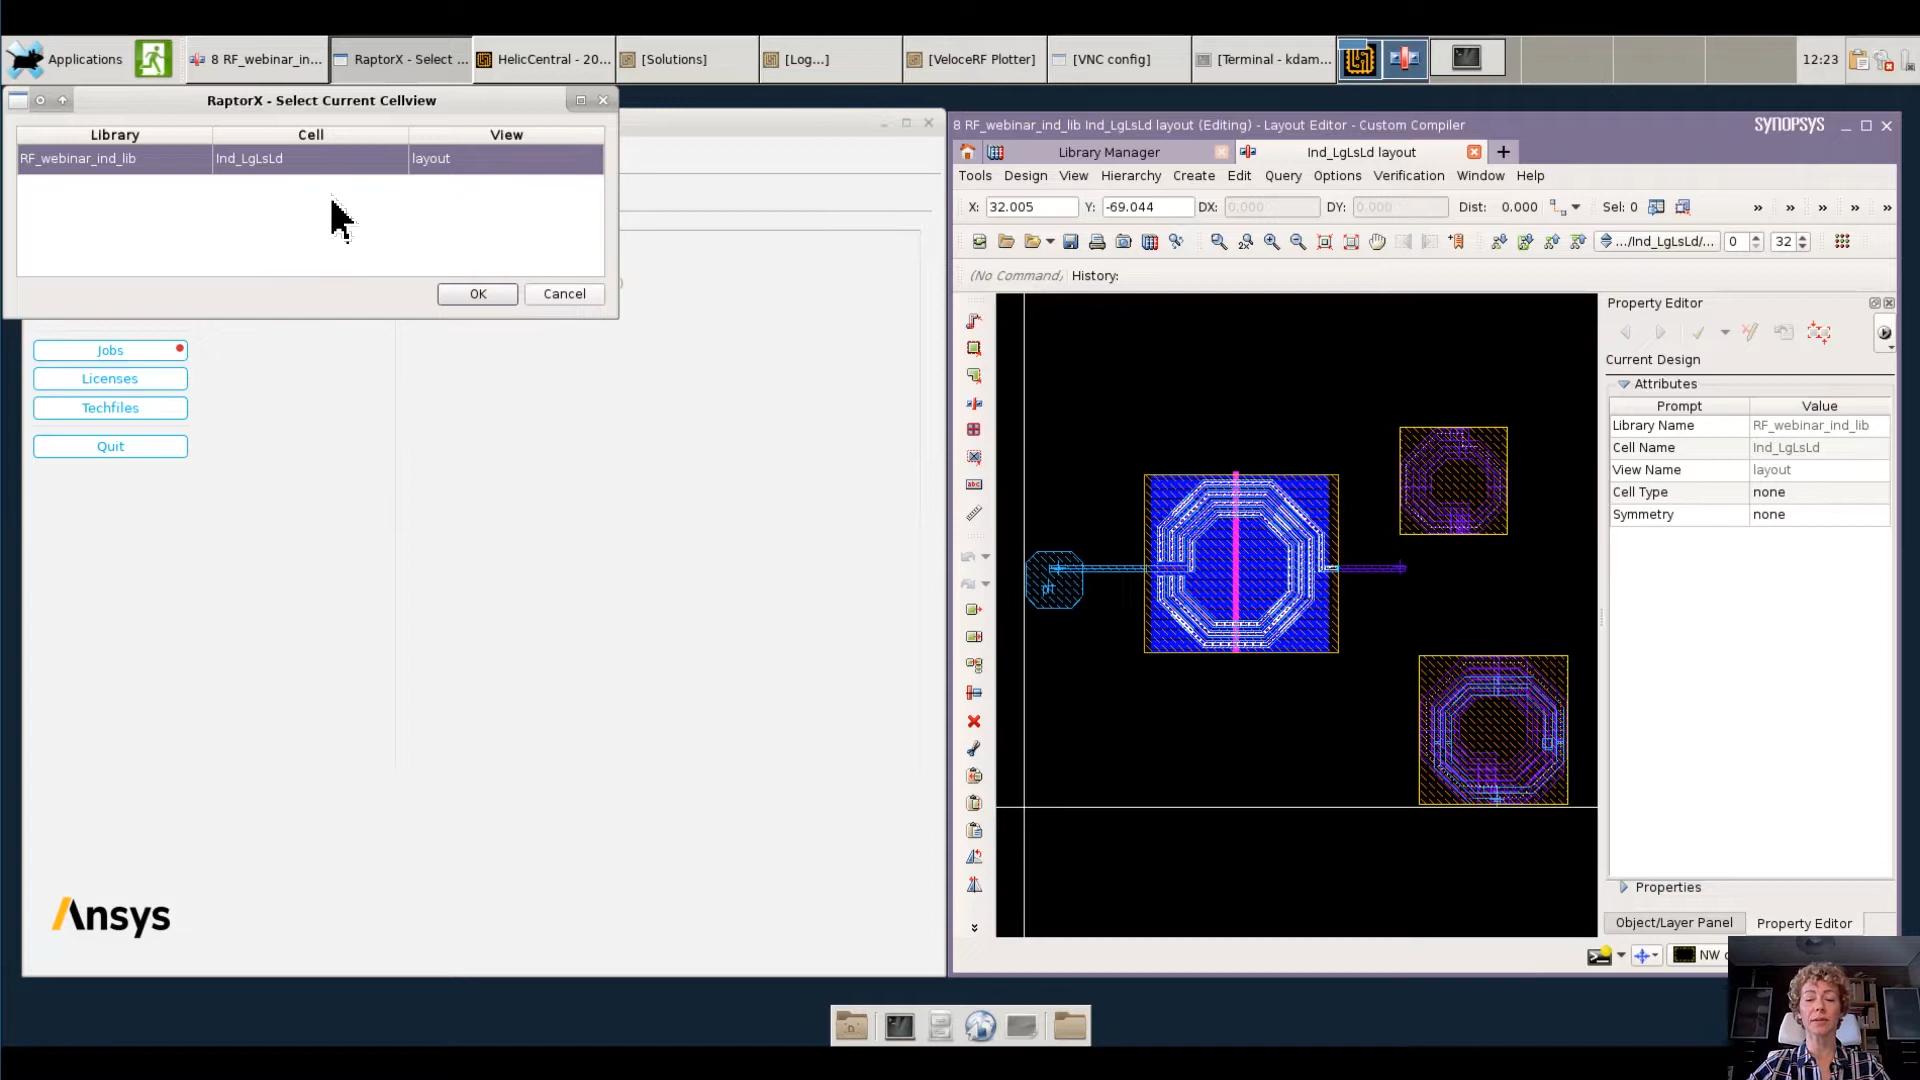 Applications
8 RF_webinar_in...
RaptorX - Select ...
HelicCentral - 20...
[Solutions]
[Log...]
[VeloceRF Plotter]
[VNC config]
[Terminal - kdam...
12:23
RaptorX - Select Current Cellview
Library Cell View
RF_webinar_ind_lib Ind_LgLsLd layout
OK Cancel
Jobs
Licenses
Techfiles
Quit
Ansys
8 RF_webinar_ind_lib Ind_LgLsLd layout (Editing) - Layout Editor - Custom Compiler
SYNOPSYS
Library Manager
Ind_LgLsLd layout
Tools Design View Hierarchy Create Edit Query Options Verification Window Help
X: 32.005 Y: -69.044 DX: 0.000 DY: 0.000 Dist: 0.000 Sel: 0 » » » » »
.../Ind_LgLsLd/... 0 32
(No Command) History:
abc
Property Editor
Current Design
Attributes
Prompt Value
Library Name RF_webinar_ind_lib
Cell Name Ind_LgLsLd
View Name layout
Cell Type none
Symmetry none
Properties
Object/Layer Panel Property Editor
NW